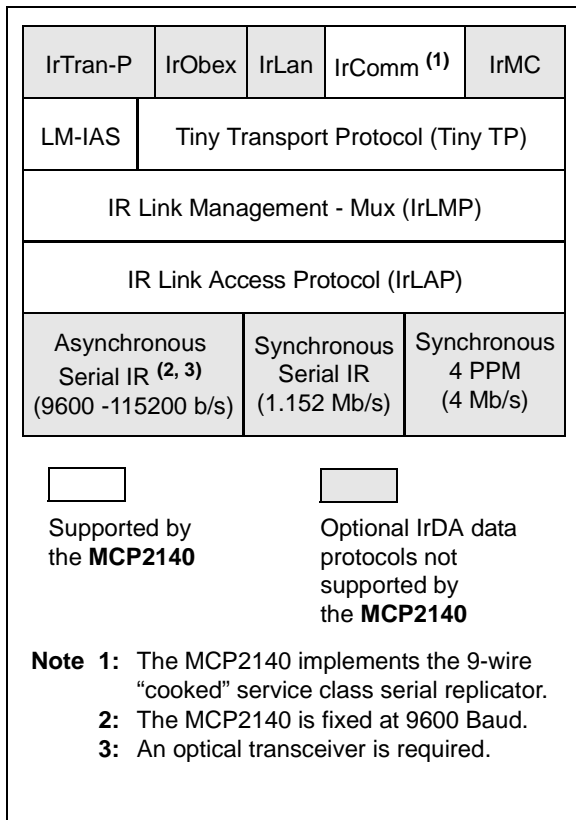 IrTran-P IrObex IrLan IrComm (1) IrMC
LM-IAS Tiny Transport Protocol (Tiny TP)
IR Link Management - Mux (IrLMP)
IR Link Access Protocol (IrLAP)
Asynchronous
Serial IR (2, 3)
(9600 -115200 b/s)
Synchronous
Serial IR
(1.152 Mb/s)
Synchronous
4 PPM
(4 Mb/s)
Supported by
the MCP2140
Optional IrDA data
protocols not
supported by
the MCP2140
Note 1: The MCP2140 implements the 9-wire
“cooked” service class serial replicator.
2: The MCP2140 is fixed at 9600 Baud.
3: An optical transceiver is required.